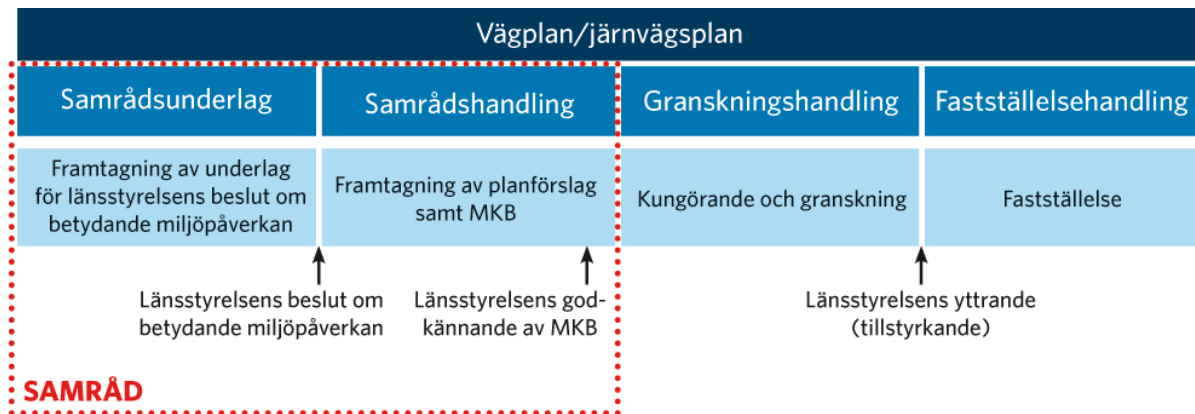 Vägplan/järnvägsplan
Samrådsunderlag
Samrådshandling
Granskningshandling
Fastställelsehandling
Framtagning av underlag
för länsstyrelsens beslut om
betydande miljöpåverkan
Framtagning av planförslag
samt MKB
Kungörande och granskning
Fastställelse
Länsstyrelsens beslut om
betydande miljöpåverkan
Länsstyrelsens god-
kännande av MKB
Länsstyrelsens yttrande
(tillstyrkande)
SAMRÅD